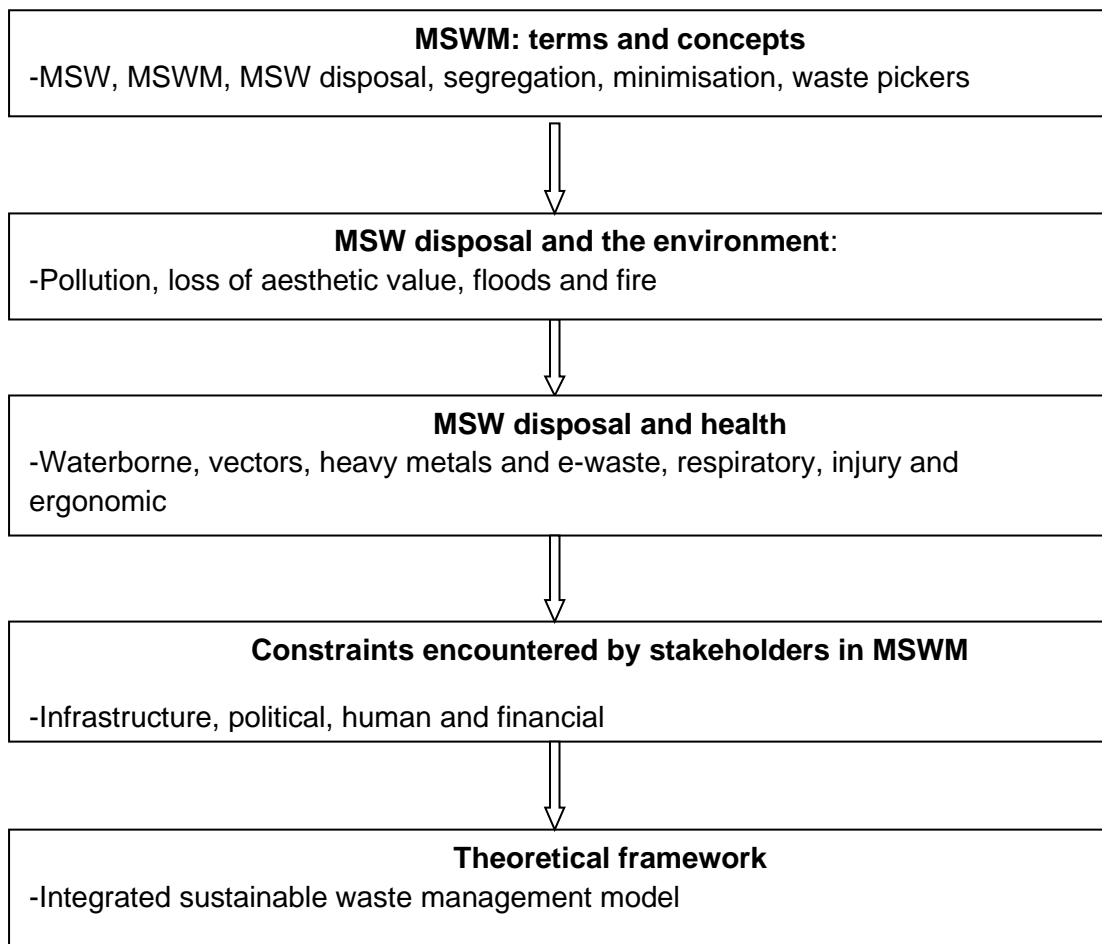 MSWM: terms and concepts
-MSW, MSWM, MSW disposal, segregation, minimisation, waste pickers
MSW disposal and the environment:
-Pollution, loss of aesthetic value, floods and fire
MSW disposal and health
-Waterborne, vectors, heavy metals and e-waste, respiratory, injury and
ergonomic
Constraints encountered by stakeholders in MSWM
-Infrastructure, political, human and financial
Theoretical framework
-Integrated sustainable waste management model